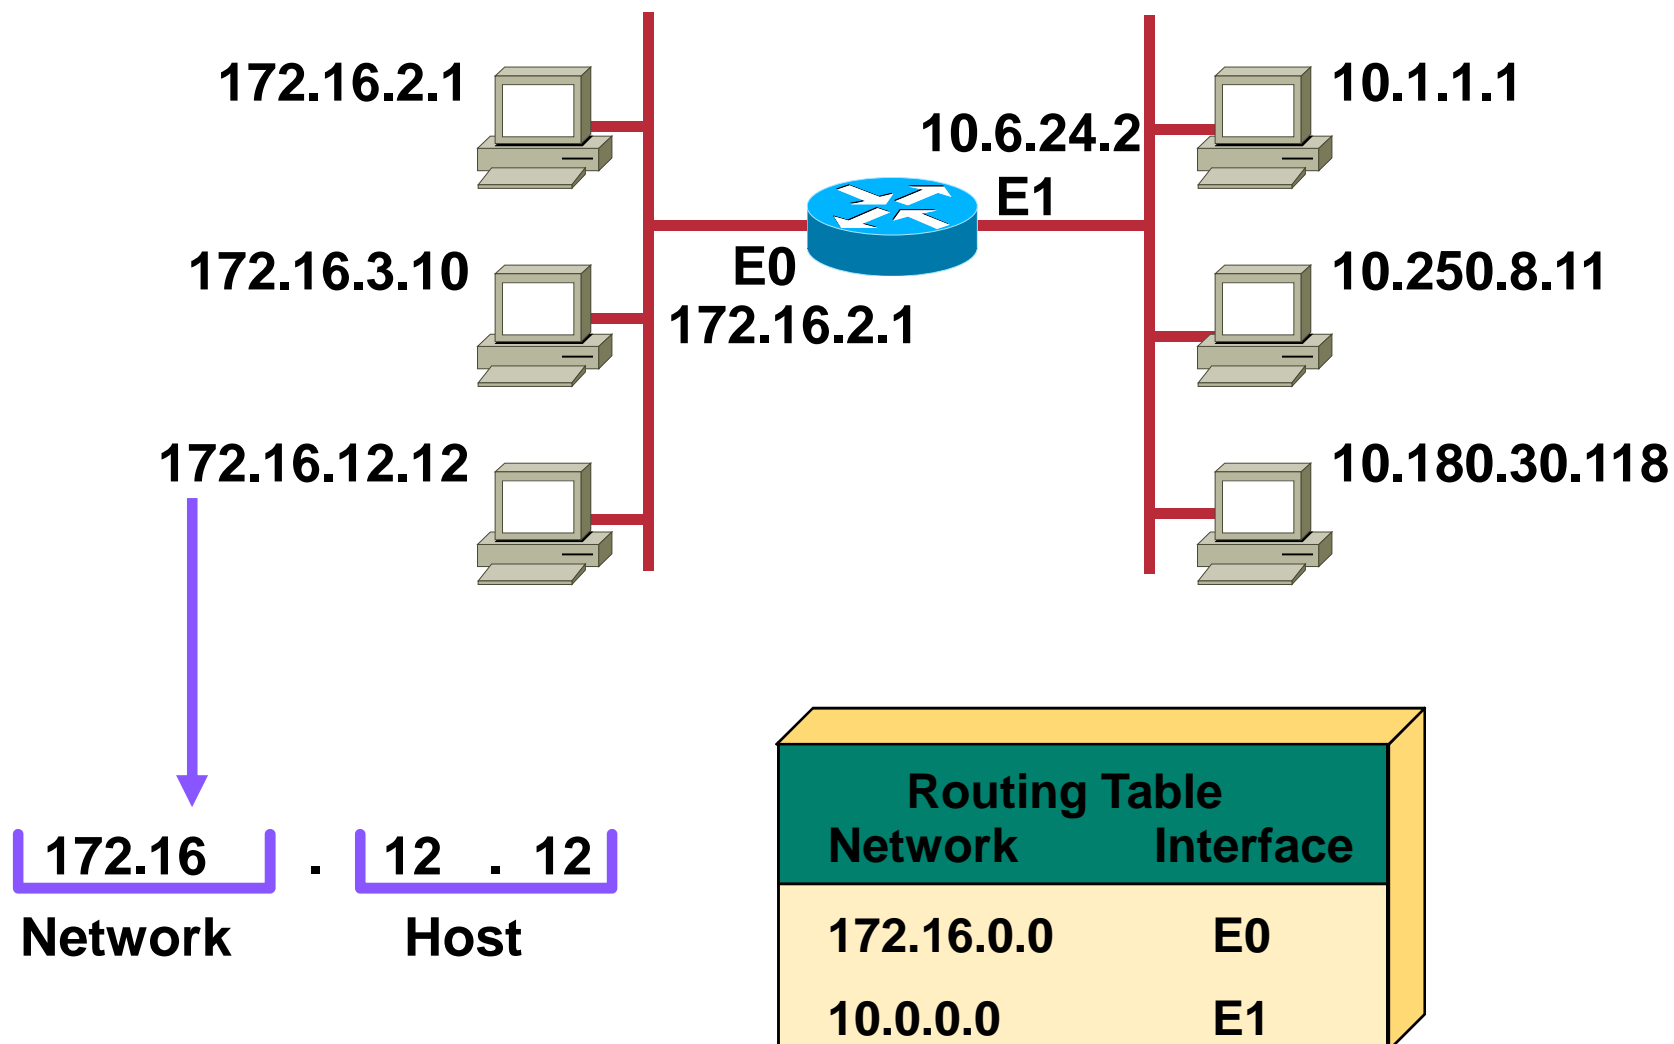 172.16.2.1
10.1.1.1
10.6.24.2
E1
E0
172.16.3.10
10.250.8.11
172.16.2.1
172.16.12.12
10.180.30.118
172.16 . 12 . 12
Network Host
Routing Table
Network Interface
172.16.0.0 E0
10.0.0.0 E1